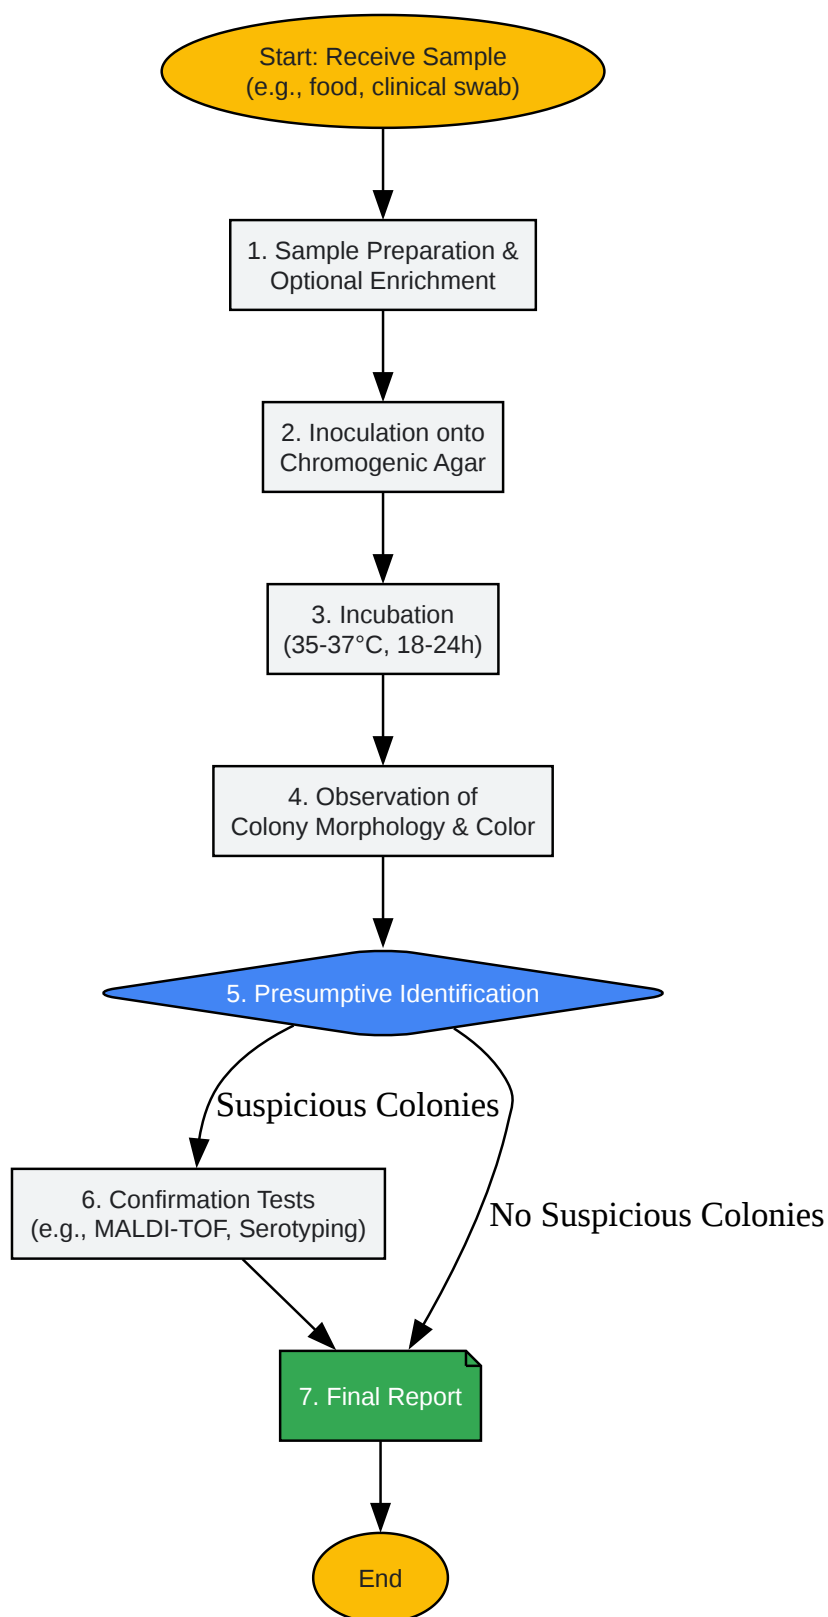 Start: Receive Sample
(e.g., food, clinical swab)
1. Sample Preparation &
Optional Enrichment
2. Inoculation onto
Chromogenic Agar
3. Incubation
(35-37°C, 18-24h)
4. Observation of
Colony Morphology & Color
5. Presumptive Identification
Suspicious Colonies
6. Confirmation Tests
(e.g., MALDI-TOF, Serotyping)
No Suspicious Colonies
7. Final Report
End